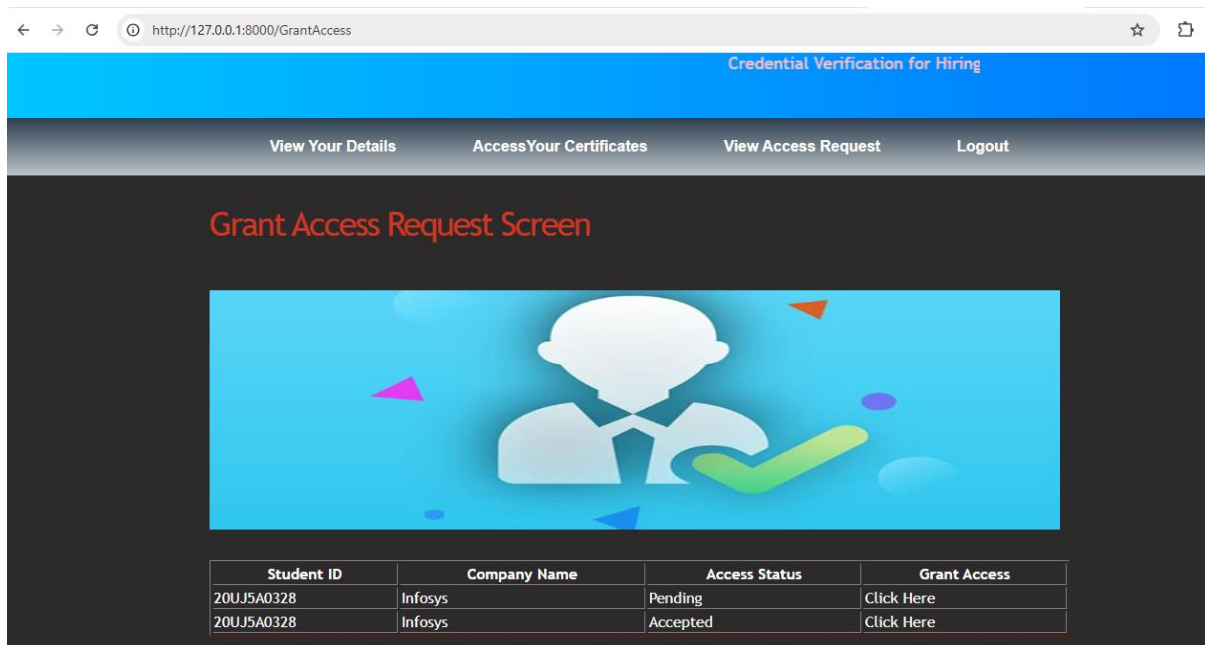 http://127.0.0.1:8000/GrantAccess
Credential Verification for Hiring
View Your Details AccessYour Certificates View Access Request Logout
Grant Access Request Screen
Student ID Company Name Access Status Grant Access
20UJ5A0328 Infosys Pending Click Here
20UJ5A0328 Infosys Accepted Click Here